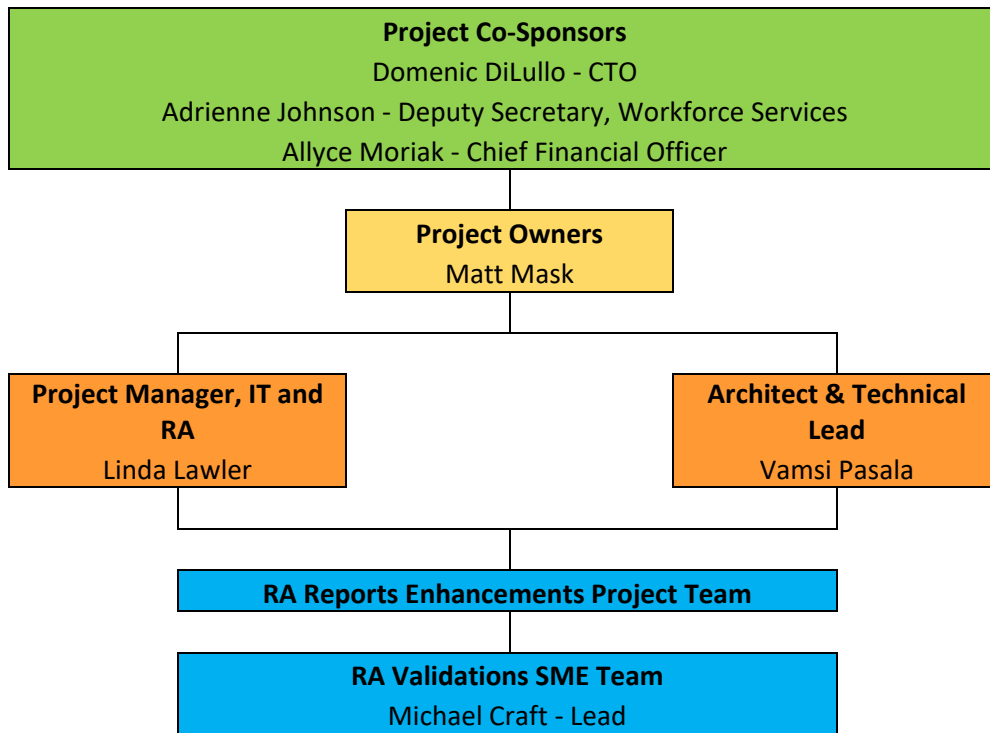 Project Co-Sponsors
Domenic DiLullo - CTO
Adrienne Johnson - Deputy Secretary, Workforce Services
Allyce Moriak - Chief Financial Officer
Project Owners
Matt Mask
Project Manager, IT and
RA
Linda Lawler
Architect & Technical
Lead
Vamsi Pasala
RA Reports Enhancements Project Team
RA Validations SME Team
Michael Craft - Lead